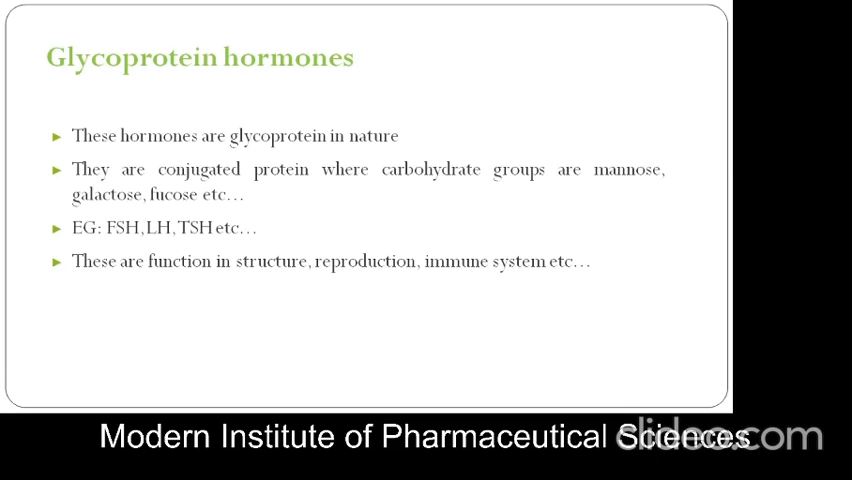 Glycoprotein hormones
► These hormones are glycoprotein in nature
► They are conjugated protein where carbohydrate groups are mannose,
galactose, fucose etc…
► EG: FSH, LH, TSH etc…
► These are function in structure, reproduction, immune system etc…
Modern Institute of Pharmaceutical Sciences
clideo.com